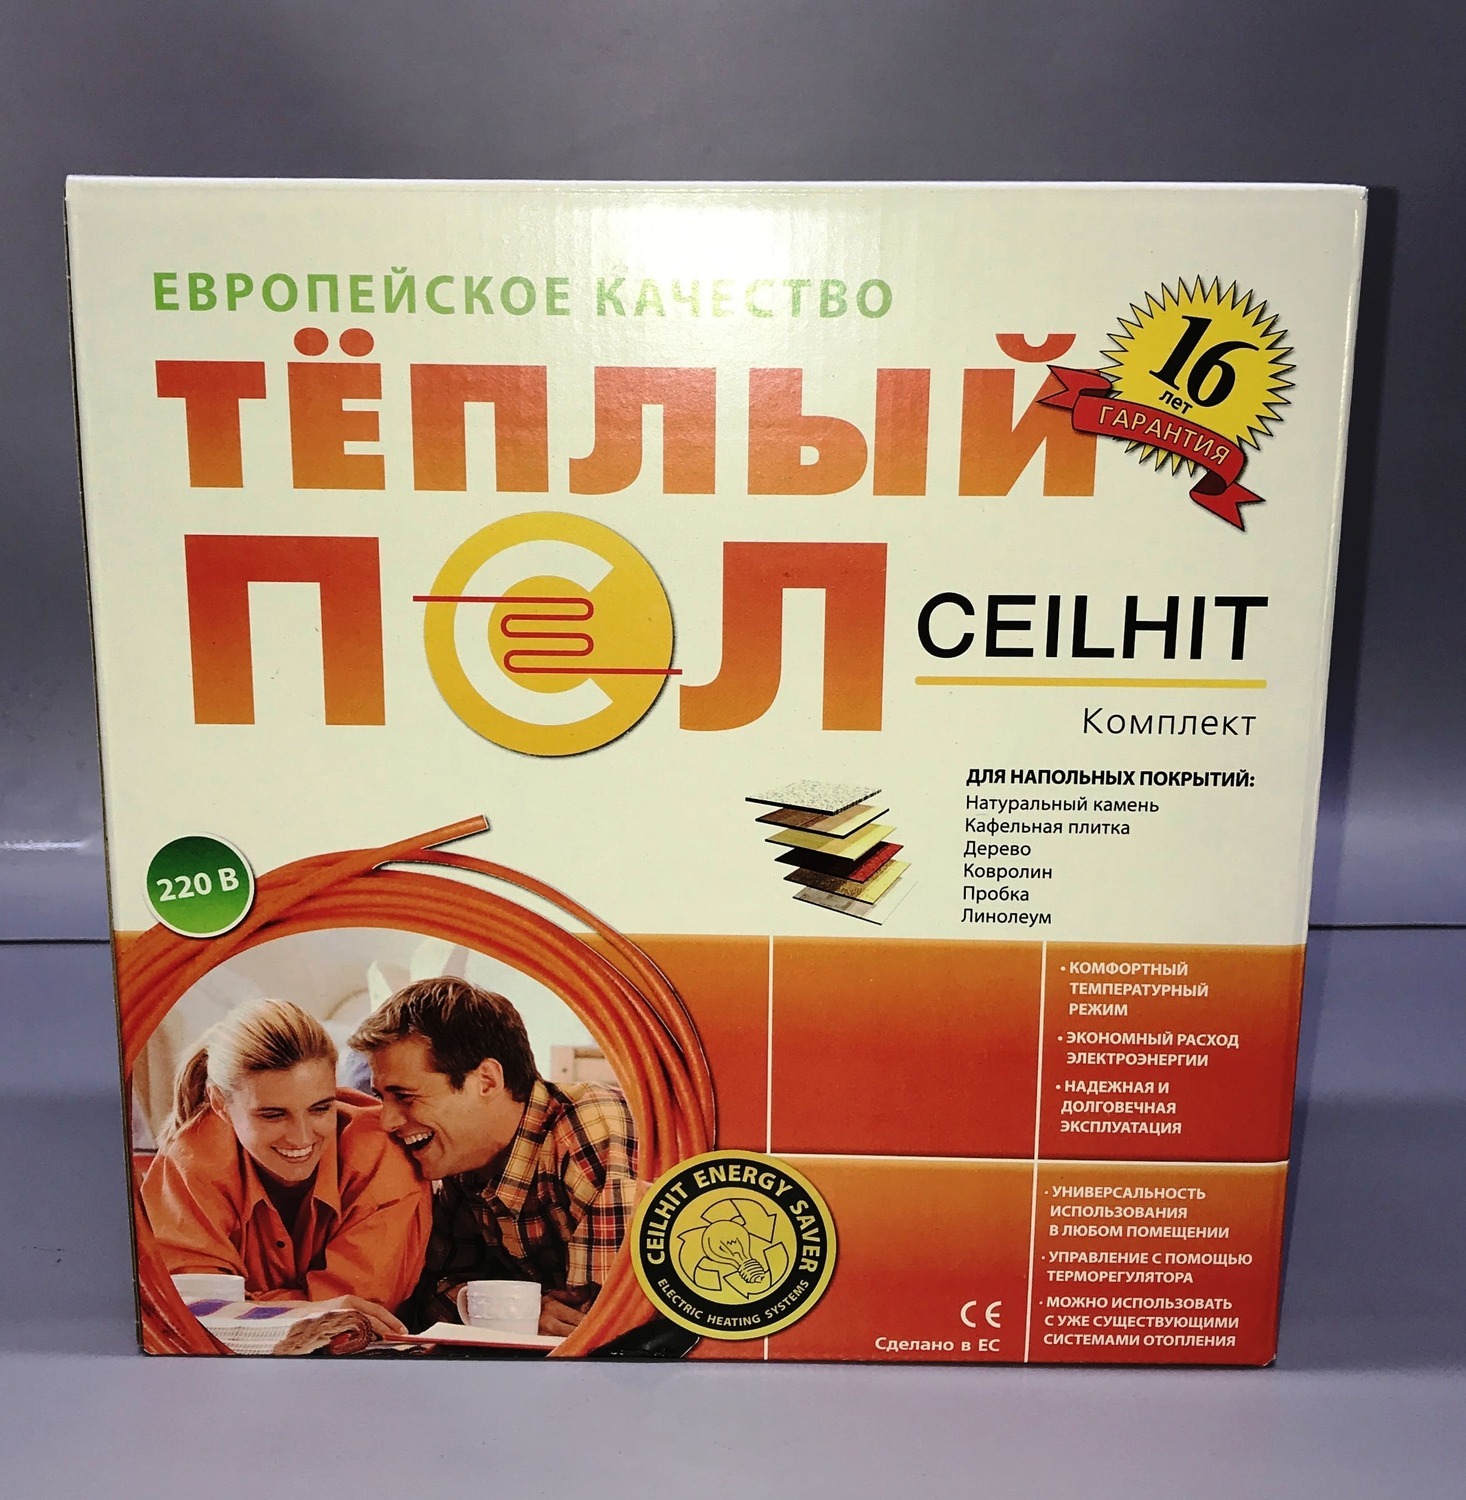 ЕВРОПЕЙСКОЕ КАЧЕСТВО
ТЁПЛЫЙ
ПОЛ
16
лет
ГАРАНТИЯ
CEILHIT
Комплект
ДЛЯ НАПОЛЬНЫХ ПОКРЫТИЙ:
Натуральный камень
Кафельная плитка
Дерево
Ковролин
Пробка
Линолеум
220 В
• КОМФОРТНЫЙ
ТЕМПЕРАТУРНЫЙ
РЕЖИМ
• ЭКОНОМНЫЙ РАСХОД
ЭЛЕКТРОЭНЕРГИИ
• НАДЕЖНАЯ И
ДОЛГОВЕЧНАЯ
ЭКСПЛУАТАЦИЯ
• УНИВЕРСАЛЬНОСТЬ
ИСПОЛЬЗОВАНИЯ
В ЛЮБОМ ПОМЕЩЕНИИ
• УПРАВЛЕНИЕ С ПОМОЩЬЮ
ТЕРМОРЕГУЛЯТОРА
• МОЖНО ИСПОЛЬЗОВАТЬ
С УЖЕ СУЩЕСТВУЮЩИМИ
СИСТЕМАМИ ОТОПЛЕНИЯ
CEILHIT ENERGY SAVER
ELECTRIC HEATING SYSTEMS
CE
Сделано в ЕС